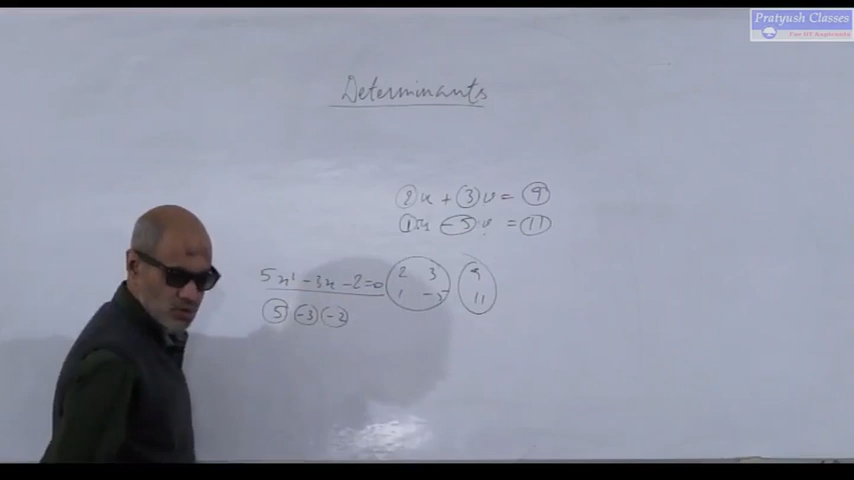 Pratyush Classes
For IIT Aspirants
Determinants
2u + 3v = 9
1u - 5v = 11
5x² - 3x - 2 = 0
5 -3 -2
2 3 9
1 -5 11